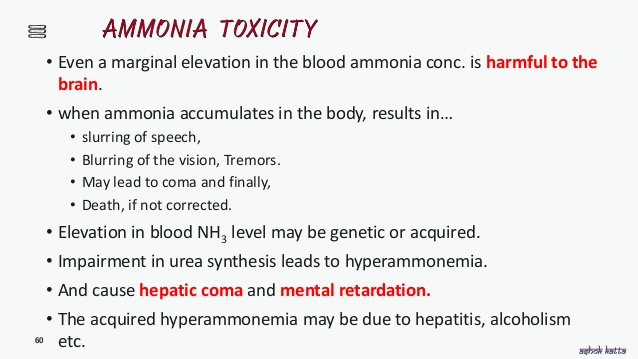 AMMONIA TOXICITY
• Even a marginal elevation in the blood ammonia conc. is harmful to the
brain.
• when ammonia accumulates in the body, results in…
• slurring of speech,
• Blurring of the vision, Tremors.
• May lead to coma and finally,
• Death, if not corrected.
• Elevation in blood NH3 level may be genetic or acquired.
• Impairment in urea synthesis leads to hyperammonemia.
• And cause hepatic coma and mental retardation.
• The acquired hyperammonemia may be due to hepatitis, alcoholism
etc.
60
Ashok Katta